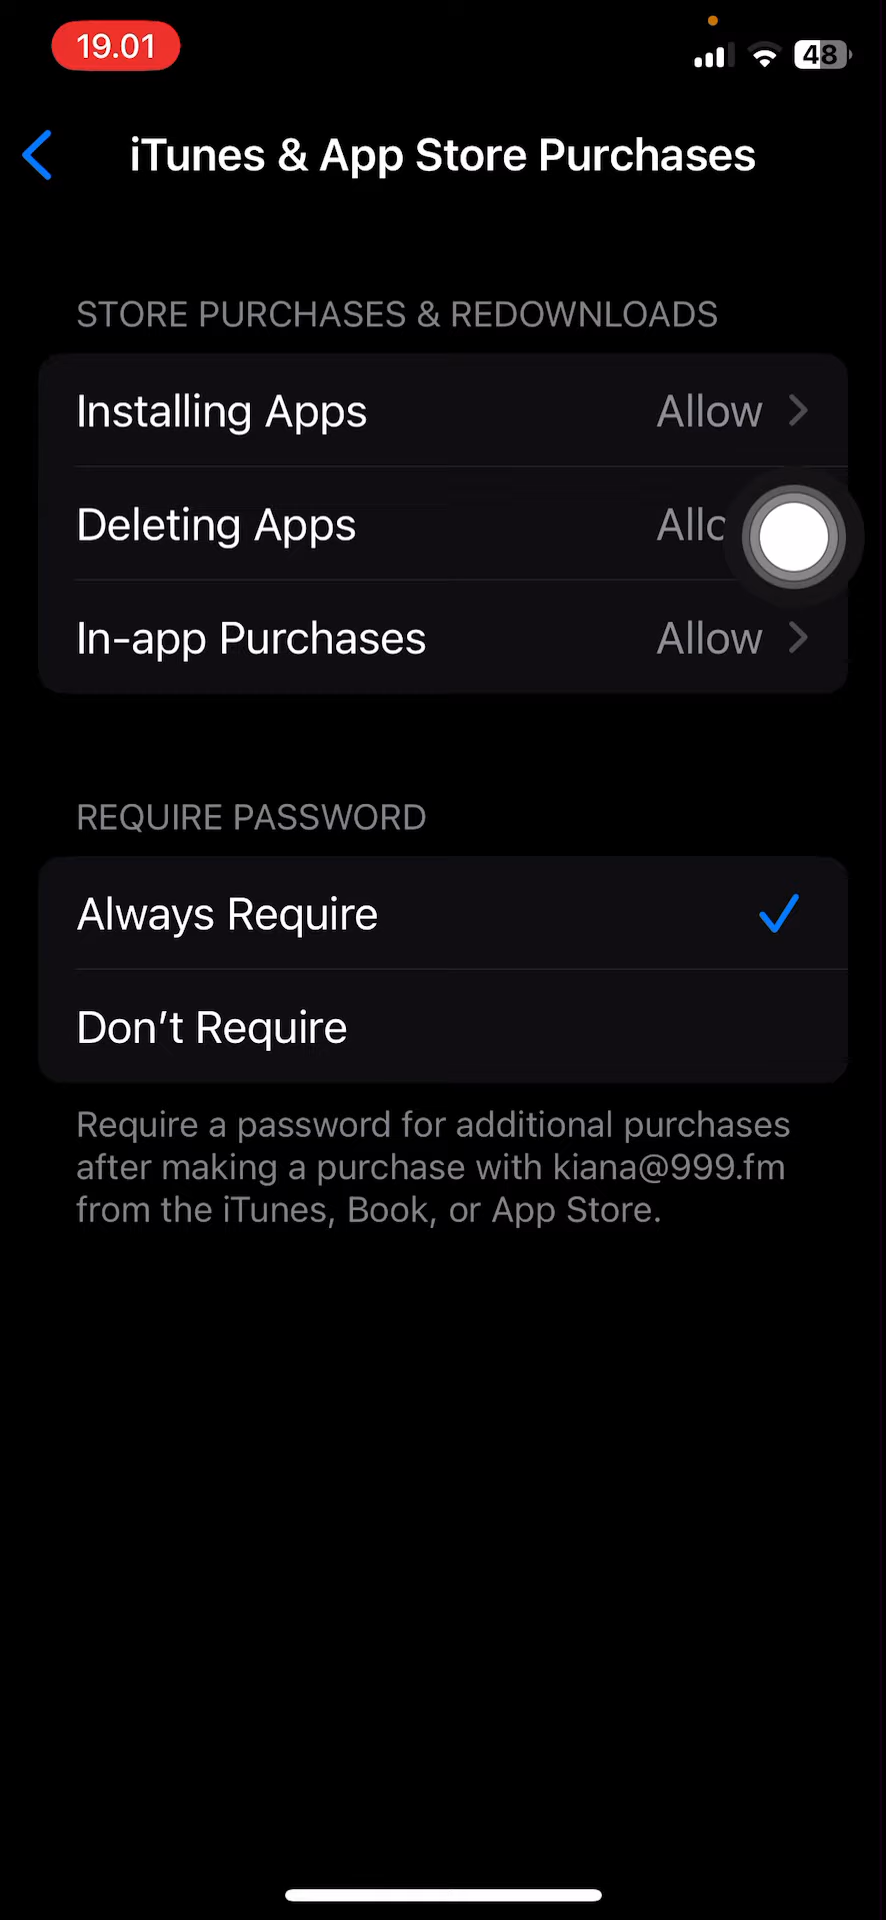 19.01
48
iTunes & App Store Purchases
STORE PURCHASES & REDOWNLOADS
Installing Apps Allow
Deleting Apps
In-app Purchases Allow
REQUIRE PASSWORD
Always Require
Don’t Require
Require a password for additional purchases
after making a purchase with kiana@999.fm
from the iTunes, Book, or App Store.